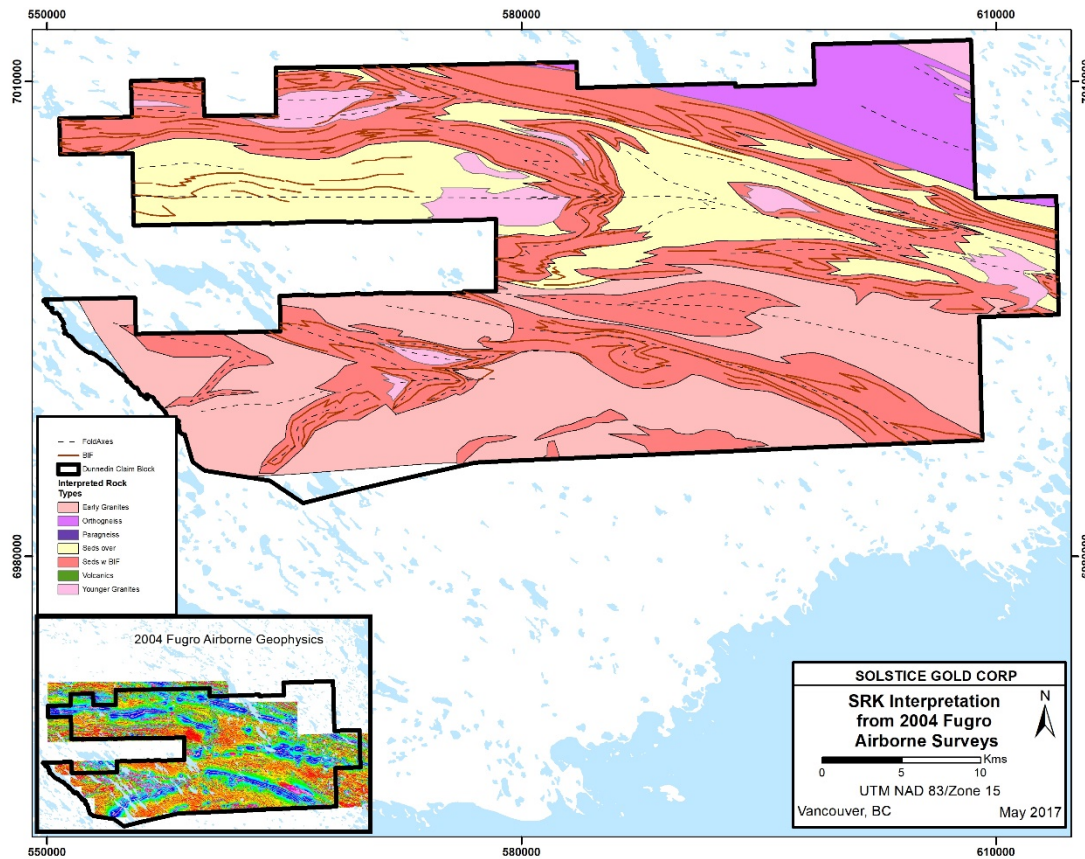 550000
580000
610000
7010000
7010000
FoldAxes
BIF
Dunnedin Claim Block
Interpreted Rock
Types
Early Granites
Orthogneiss
Paragneiss
Seds over
Seds w BIF
Volcanics
Younger Granites
6980000
6980000
2004 Fugro Airborne Geophysics
SOLSTICE GOLD CORP
SRK Interpretation
from 2004 Fugro
Airborne Surveys
N
Kms
0 5 10
UTM NAD 83/Zone 15
Vancouver, BC May 2017
550000
580000
610000